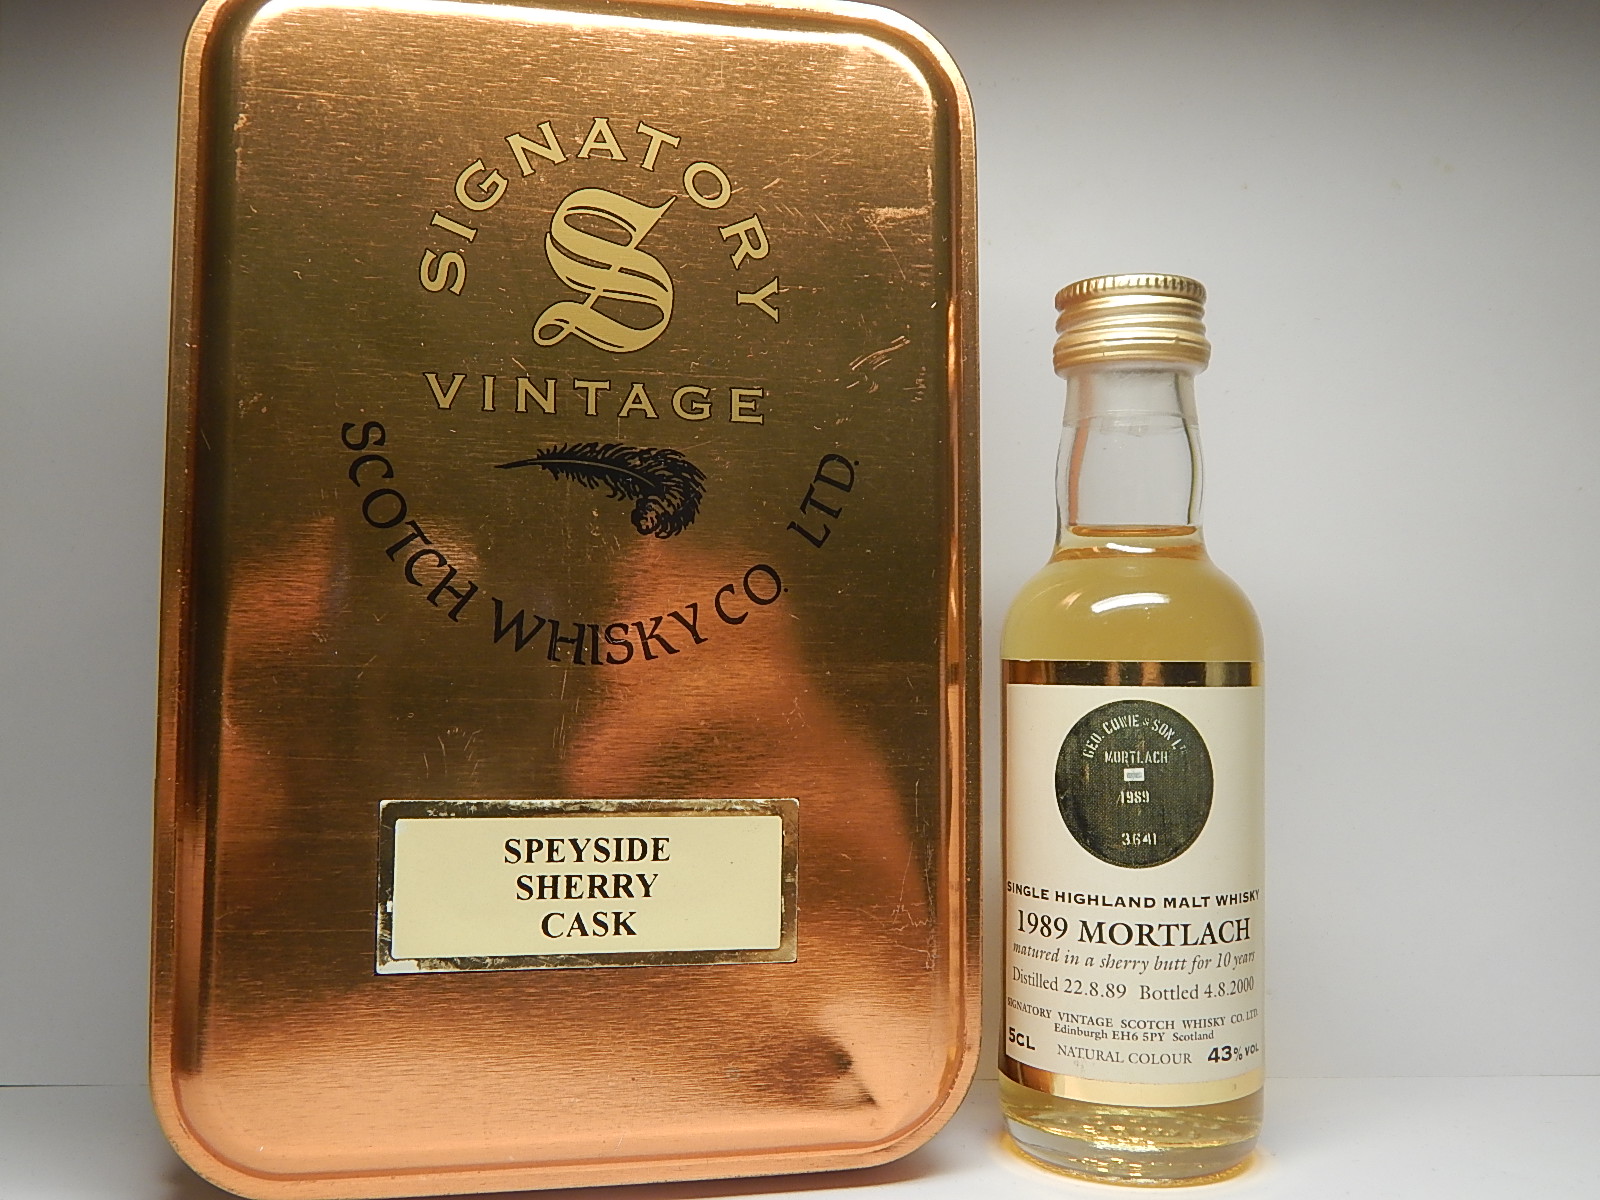 SIGNATORY
S
VINTAGE
SCOTCH WHISKY CO. LTD.
SPEYSIDE
SHERRY
CASK
GEO. COWIE & SON LTD
MORTLACH
1989
3641
SINGLE HIGHLAND MALT WHISKY
1989 MORTLACH
matured in a sherry butt for 10 years
Distilled 22.8.89 Bottled 4.8.2000
SIGNATORY VINTAGE SCOTCH WHISKY CO. LTD.
Edinburgh EH6 5PY Scotland
5CL NATURAL COLOUR 43% VOL